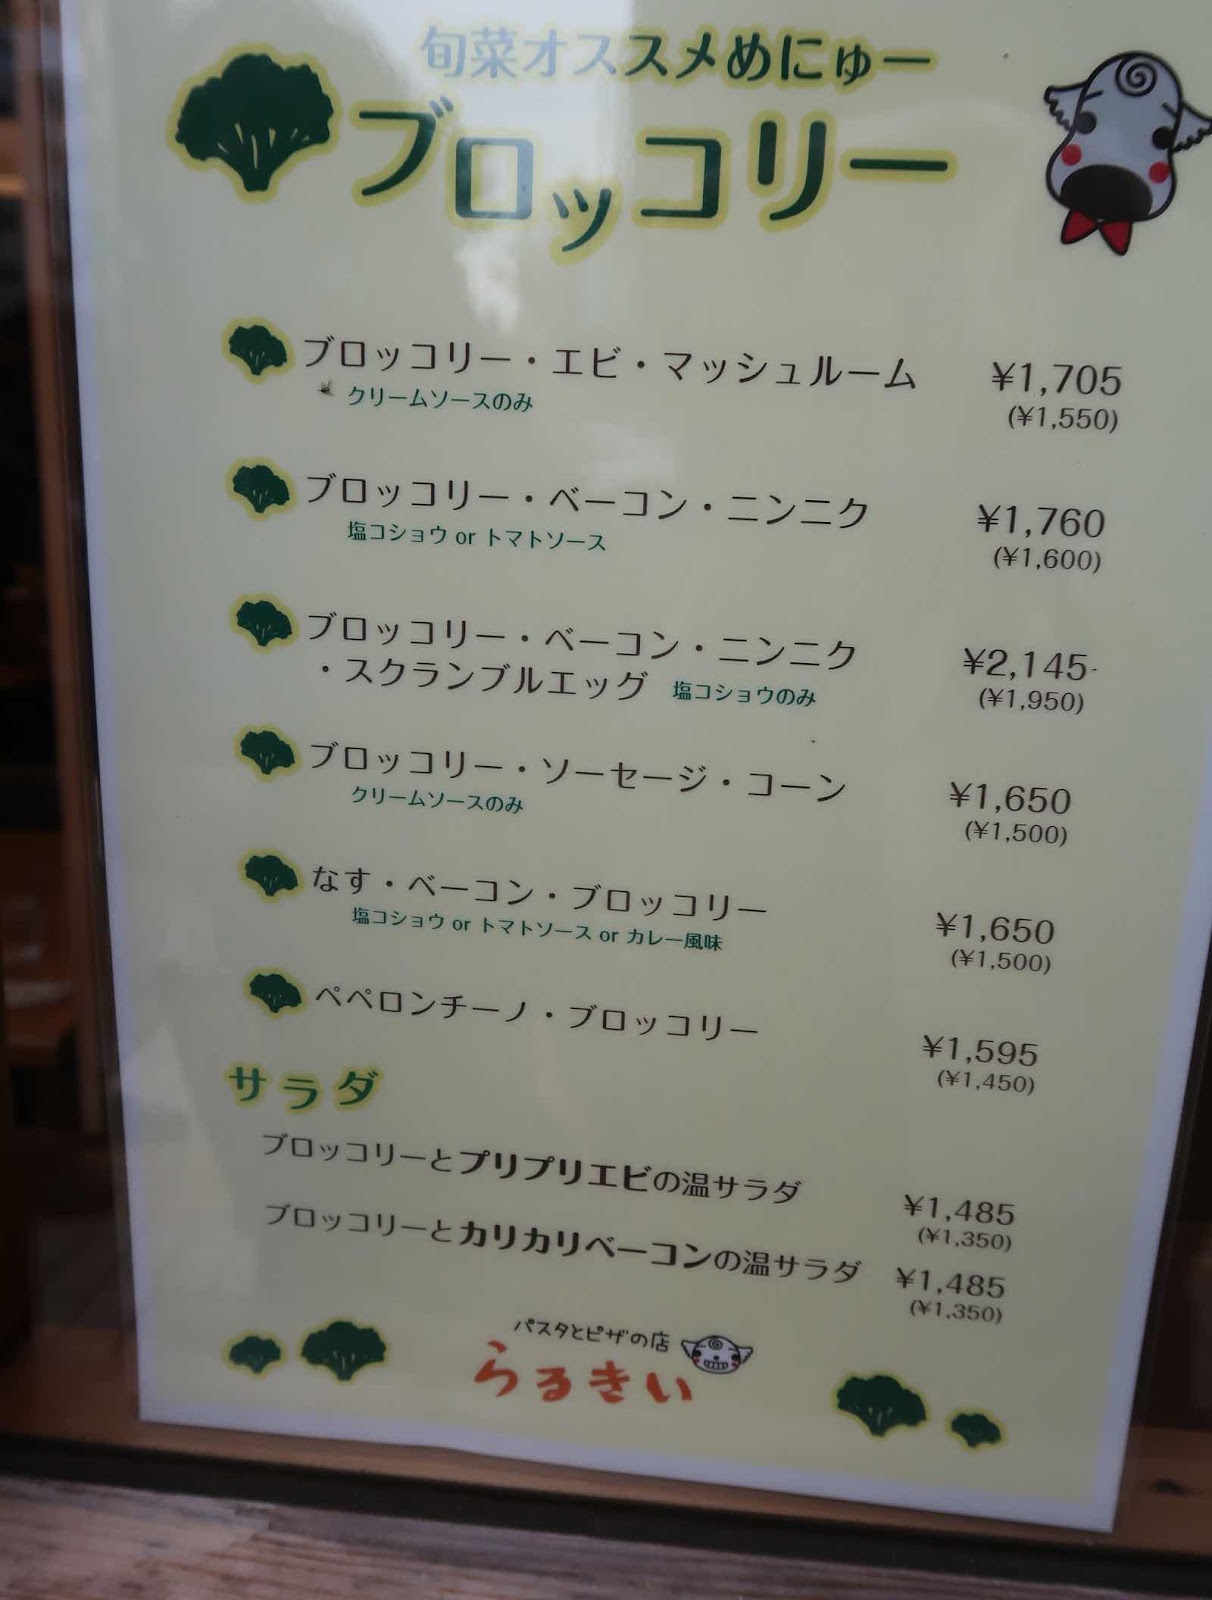 旬菜オススメめにゅー
ブロッコリー
ブロッコリー・エビ・マッシュルーム ¥1,705
クリームソースのみ (¥1,550)
ブロッコリー・ベーコン・ニンニク ¥1,760
塩コショウ or トマトソース (¥1,600)
ブロッコリー・ベーコン・ニンニク ¥2,145
・スクランブルエッグ 塩コショウのみ (¥1,950)
ブロッコリー・ソーセージ・コーン ¥1,650
クリームソースのみ (¥1,500)
なす・ベーコン・ブロッコリー ¥1,650
塩コショウ or トマトソース or カレー風味 (¥1,500)
ペペロンチーノ・ブロッコリー ¥1,595
(¥1,450)
サラダ
ブロッコリーとプリプリエビの温サラダ ¥1,485
(¥1,350)
ブロッコリーとカリカリベーコンの温サラダ ¥1,485
(¥1,350)
パスタとピザの店
らるきい